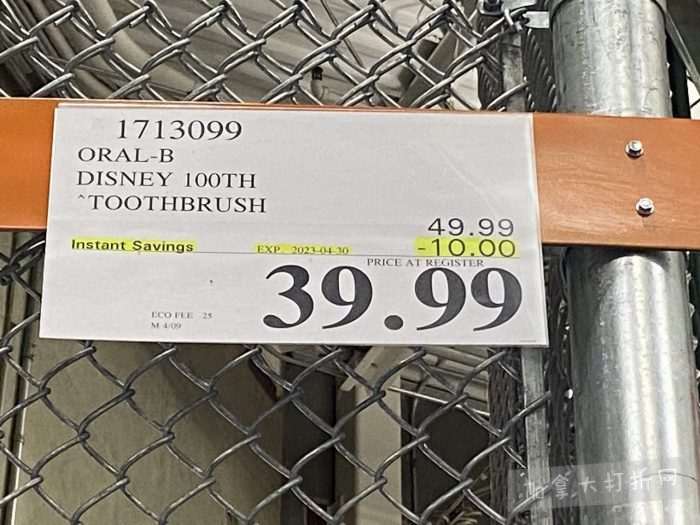 1713099
ORAL-B
DISNEY 100TH
^TOOTHBRUSH
49.99
Instant Savings EXP. 2023-04-30 -10.00
PRICE AT REGISTER
39.99
ECO FEE .25
M 4/09
加拿大打折网